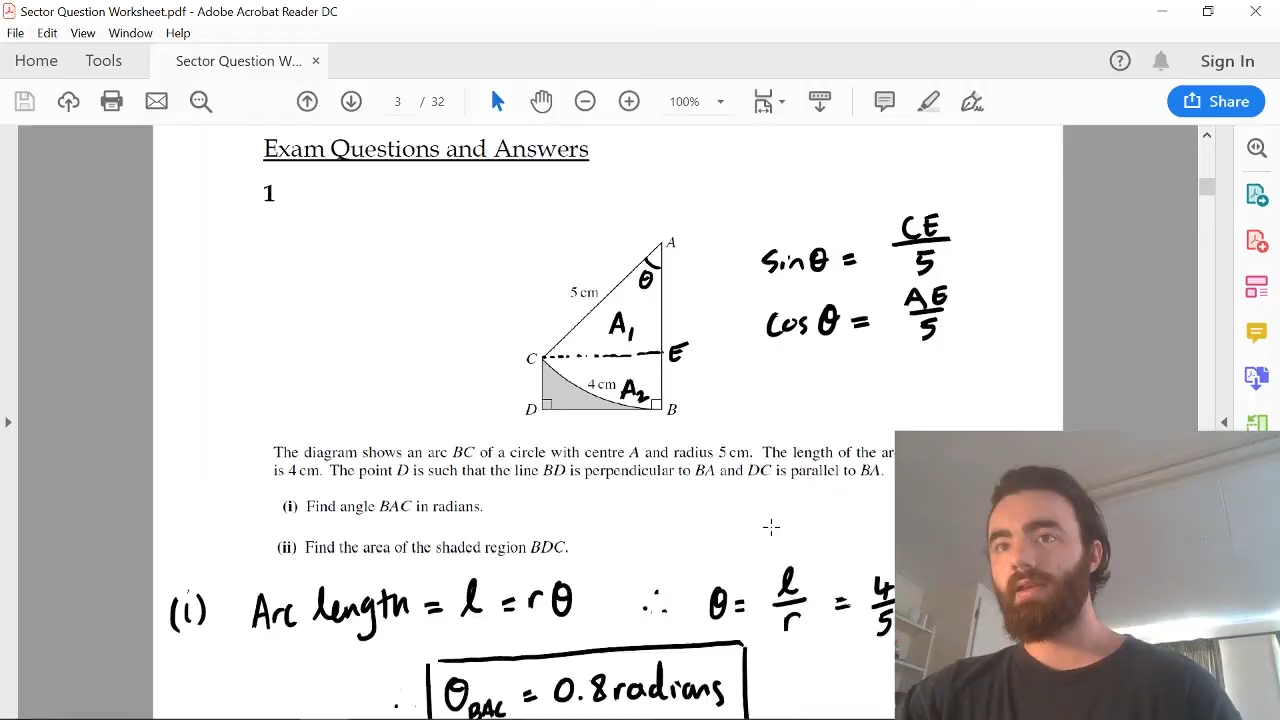 Sector Question Worksheet.pdf - Adobe Acrobat Reader DC
File Edit View Window Help
Home Tools Sector Question W... × Sign In
3 / 32 100% Share
Exam Questions and Answers
1
A
θ
5 cm
A₁
C
E
4 cm A₂
D B
sinθ = CE/5
cos θ = AE/5
The diagram shows an arc BC of a circle with centre A and radius 5 cm. The length of the ar
is 4 cm. The point D is such that the line BD is perpendicular to BA and DC is parallel to BA.
(i) Find angle BAC in radians.
(ii) Find the area of the shaded region BDC.
(i) Arc length = l = rθ ∴ θ = l/r = 4/5
∴ θBAC = 0.8 radians